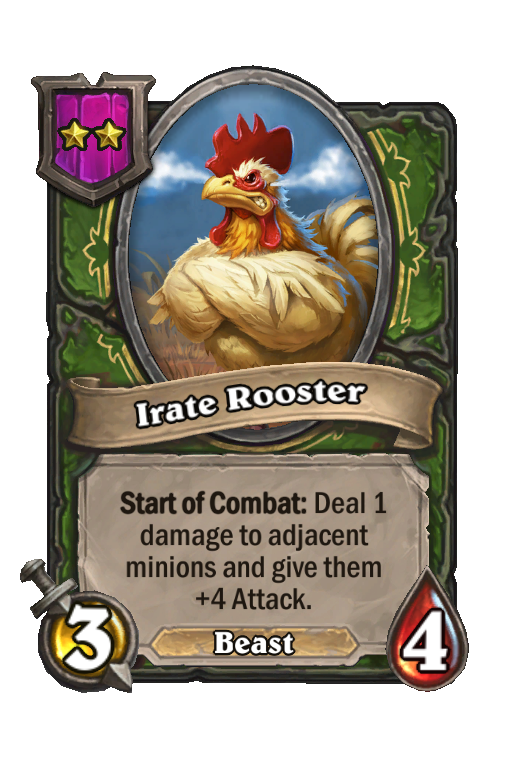 Irate Rooster
Start of Combat: Deal 1
damage to adjacent
minions and give them
+4 Attack.
3
Beast
4